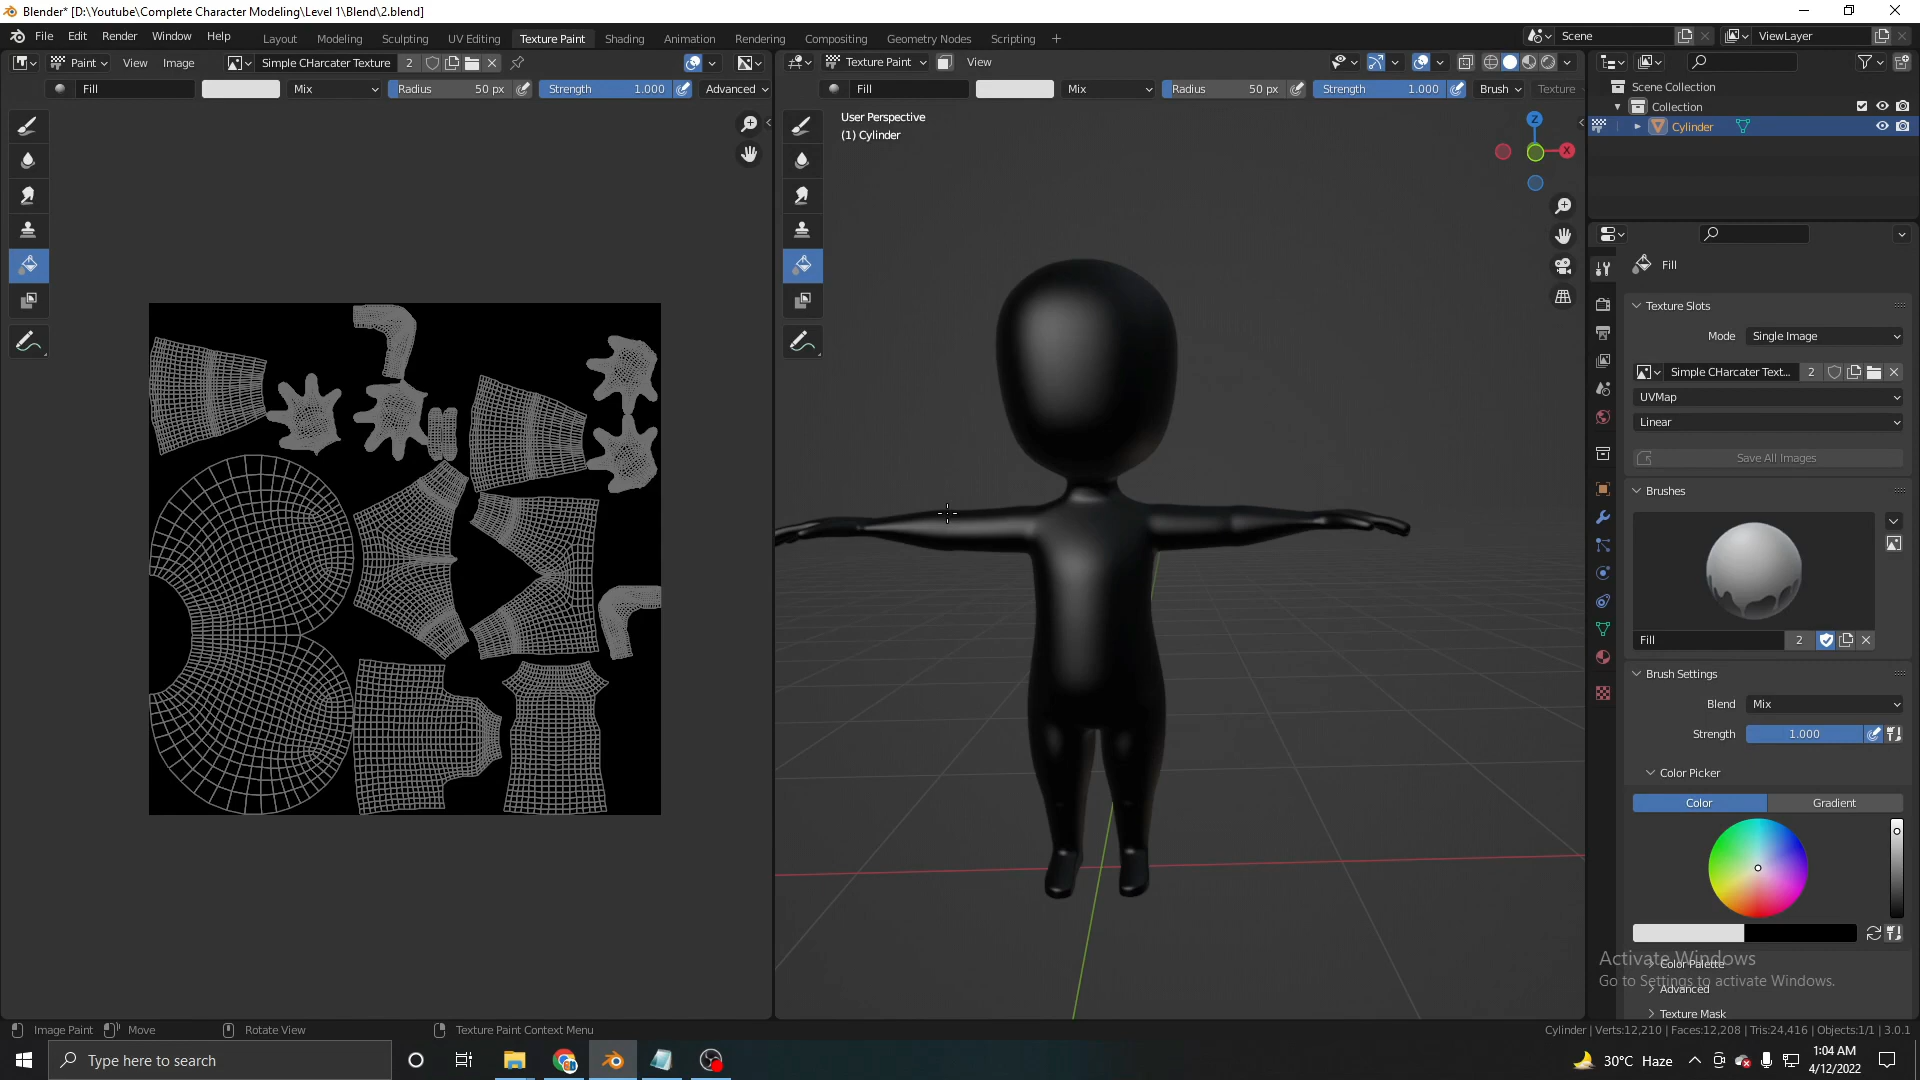 Blender* [D:\Youtube\Complete Character Modeling\Level 1\Blend\2.blend]
File Edit Render Window Help Layout Modeling Sculpting UV Editing Texture Paint Shading Animation Rendering Compositing Geometry Nodes Scripting + Scene ViewLayer
Paint View Image Simple CHarcater Texture 2 Texture Paint View
Fill Mix Radius 50 px Strength 1.000 Advanced Fill Mix Radius 50 px Strength 1.000 Brush Texture
Scene Collection
Collection
Cylinder
User Perspective
(1) Cylinder
Z
X
Fill
Texture Slots
Mode Single Image
Simple CHarcater Text... 2
UVMap
Linear
Save All Images
Brushes
Fill 2
Brush Settings
Blend Mix
Strength 1.000
Color Picker
Color Gradient
Activate Windows
Color Palette
Go to Settings to activate Windows.
Advanced
Texture Mask
Image Paint Move Rotate View Texture Paint Context Menu Cylinder | Verts:12,210 | Faces:12,208 | Tris:24,416 | Objects:1/1 | 3.0.1
Type here to search 30°C Haze 1:04 AM
4/12/2022